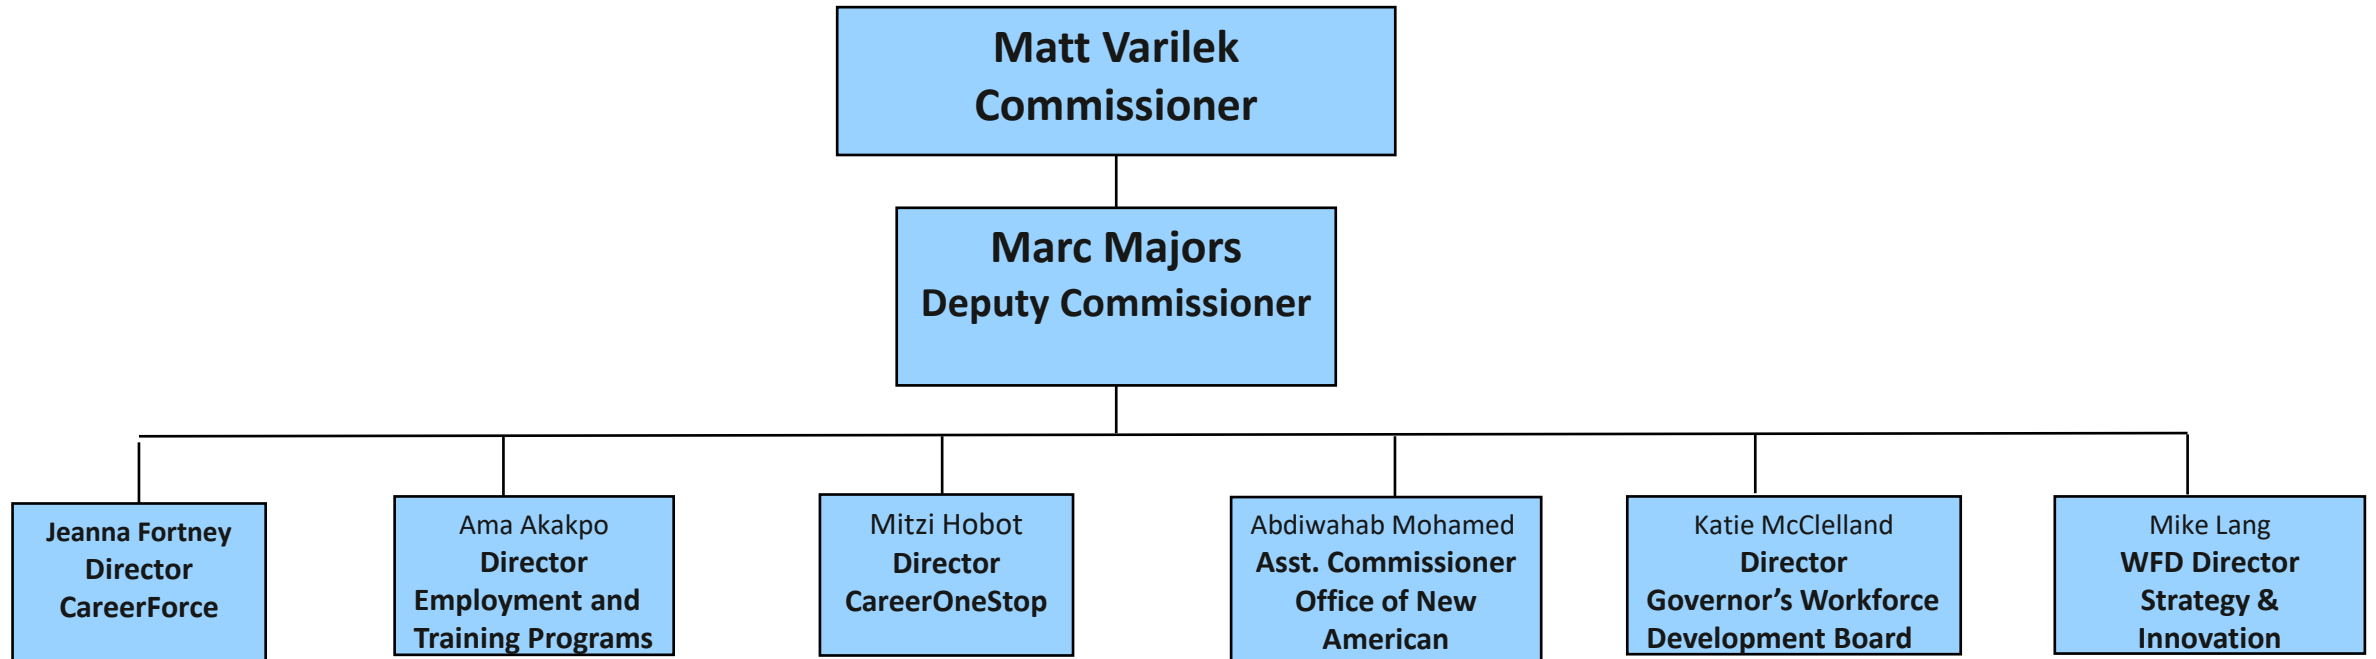 Matt Varilek
Commissioner
Marc Majors
Deputy Commissioner
Jeanna Fortney
Director
CareerForce
Ama Akakpo
Director
Employment and
Training Programs
Mitzi Hobot
Director
CareerOneStop
Abdiwahab Mohamed
Asst. Commissioner
Office of New
American
Katie McClelland
Director
Governor’s Workforce
Development Board
Mike Lang
WFD Director
Strategy &
Innovation